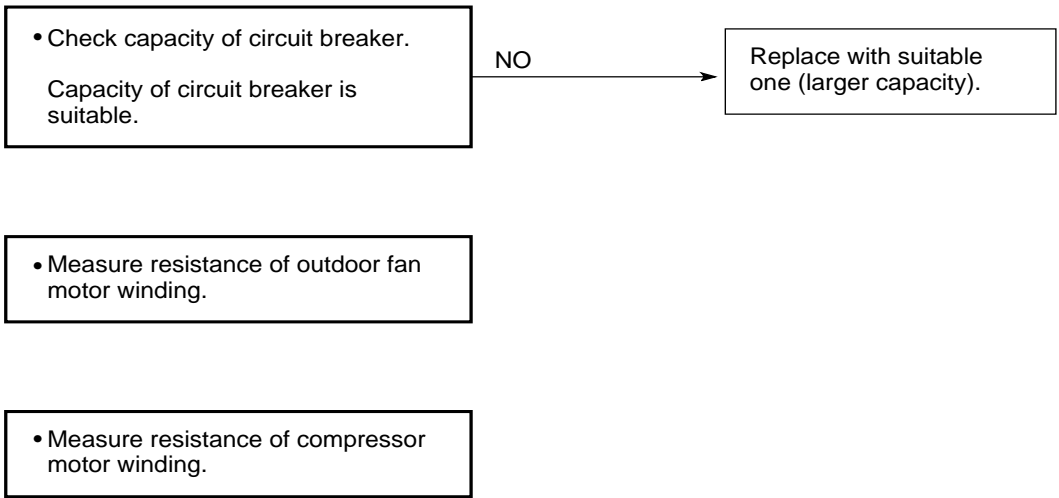 • Check capacity of circuit breaker.
Capacity of circuit breaker is
suitable.
NO
Replace with suitable
one (larger capacity).
• Measure resistance of outdoor fan
motor winding.
• Measure resistance of compressor
motor winding.